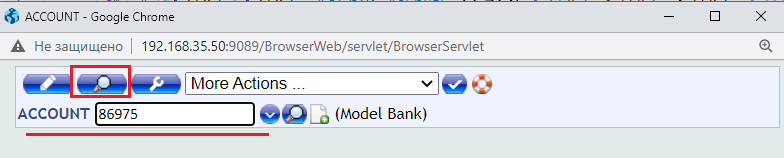 ACCOUNT - Google Chrome
Не защищено 192.168.35.50:9089/BrowserWeb/servlet/BrowserServlet
More Actions ...
ACCOUNT 86975 (Model Bank)